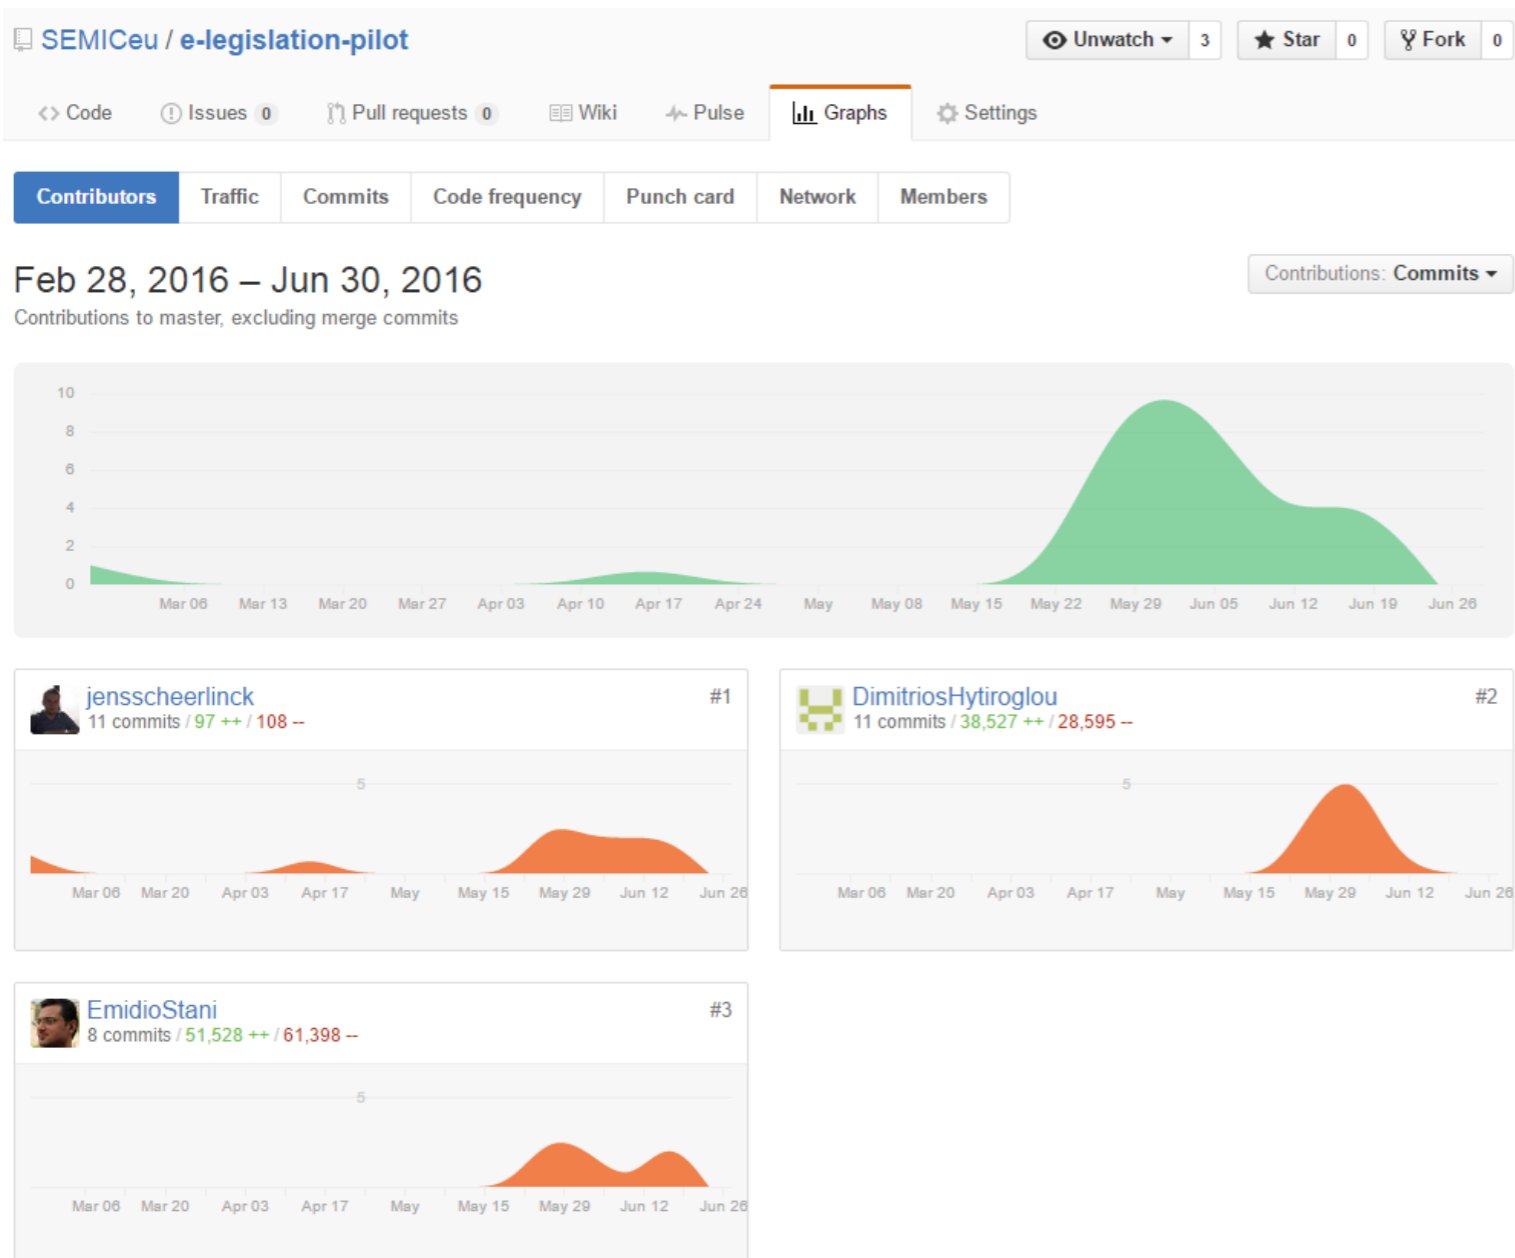 SEMICeu / e-legislation-pilot
Unwatch 3 Star 0 Fork 0
Code Issues 0 Pull requests 0 Wiki Pulse Graphs Settings
Contributors Traffic Commits Code frequency Punch card Network Members
Feb 28, 2016 – Jun 30, 2016
Contributions: Commits
Contributions to master, excluding merge commits
10
8
6
4
2
0
Mar 06 Mar 13 Mar 20 Mar 27 Apr 03 Apr 10 Apr 17 Apr 24 May May 08 May 15 May 22 May 29 Jun 05 Jun 12 Jun 19 Jun 26
jensscheerlinck #1
11 commits / 97 ++ / 108 --
5
Mar 06 Mar 20 Apr 03 Apr 17 May May 15 May 29 Jun 12 Jun 26
DimitriosHytiroglou #2
11 commits / 38,527 ++ / 28,595 --
5
Mar 06 Mar 20 Apr 03 Apr 17 May May 15 May 29 Jun 12 Jun 26
EmidioStani #3
8 commits / 51,528 ++ / 61,398 --
5
Mar 06 Mar 20 Apr 03 Apr 17 May May 15 May 29 Jun 12 Jun 26